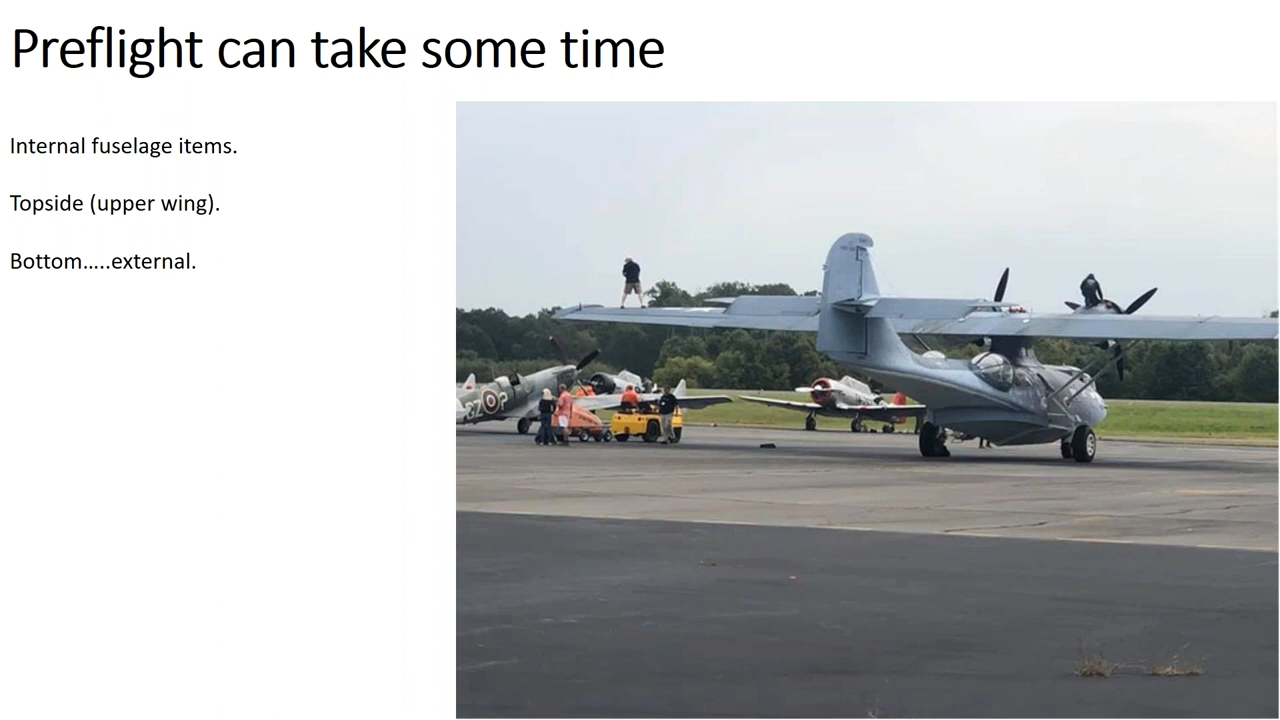 Preflight can take some time
Internal fuselage items.
Topside (upper wing).
Bottom.....external.